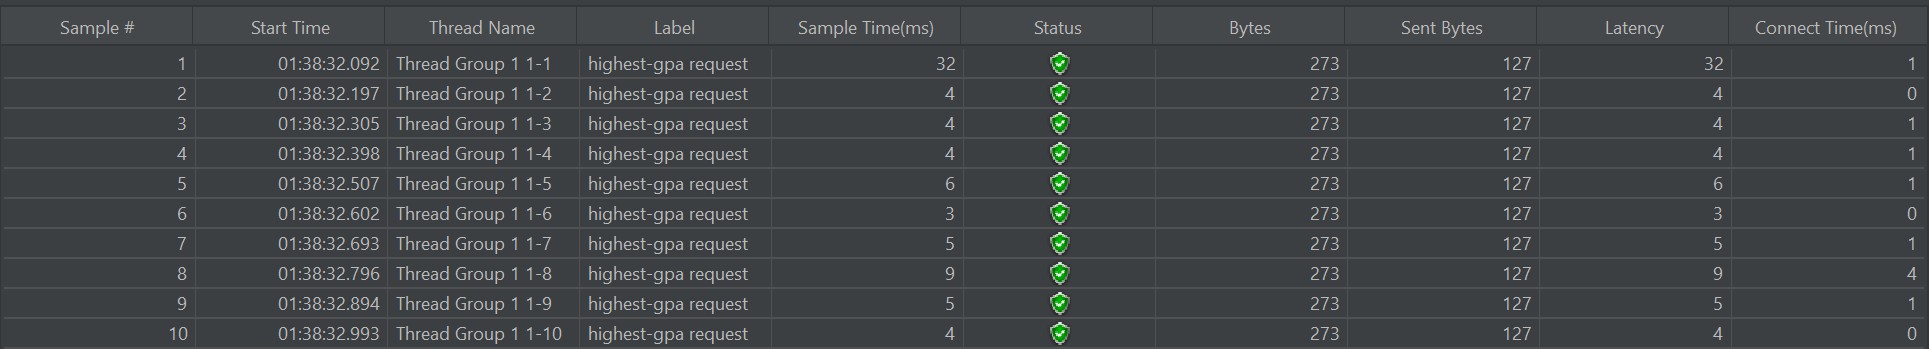 Sample # Start Time Thread Name Label Sample Time(ms) Status Bytes Sent Bytes Latency Connect Time(ms)
1 01:38:32.092 Thread Group 1 1-1 highest-gpa request 32 273 127 32 1
2 01:38:32.197 Thread Group 1 1-2 highest-gpa request 4 273 127 4 0
3 01:38:32.305 Thread Group 1 1-3 highest-gpa request 4 273 127 4 1
4 01:38:32.398 Thread Group 1 1-4 highest-gpa request 4 273 127 4 1
5 01:38:32.507 Thread Group 1 1-5 highest-gpa request 6 273 127 6 1
6 01:38:32.602 Thread Group 1 1-6 highest-gpa request 3 273 127 3 0
7 01:38:32.693 Thread Group 1 1-7 highest-gpa request 5 273 127 5 1
8 01:38:32.796 Thread Group 1 1-8 highest-gpa request 9 273 127 9 4
9 01:38:32.894 Thread Group 1 1-9 highest-gpa request 5 273 127 5 1
10 01:38:32.993 Thread Group 1 1-10 highest-gpa request 4 273 127 4 0